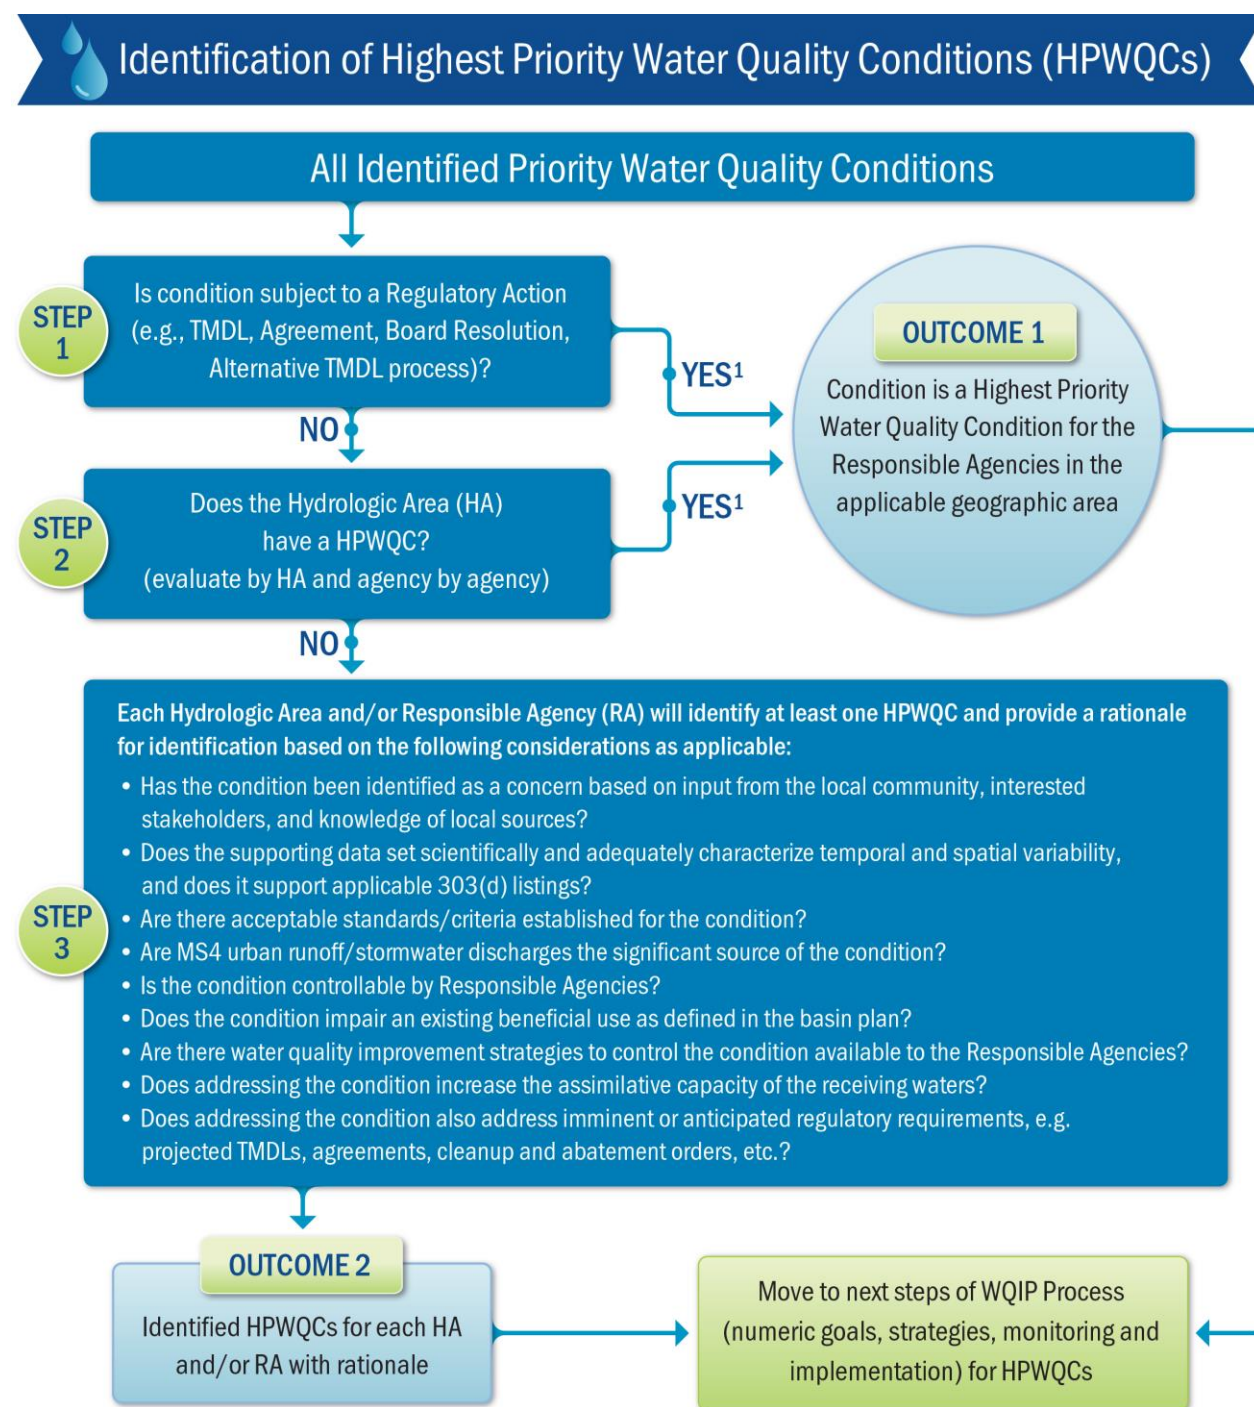 Identification of Highest Priority Water Quality Conditions (HPWQCs)
All Identified Priority Water Quality Conditions
STEP
1
Is condition subject to a Regulatory Action
(e.g., TMDL, Agreement, Board Resolution,
Alternative TMDL process)?
YES¹
NO
OUTCOME 1
Condition is a Highest Priority
Water Quality Condition for the
Responsible Agencies in the
applicable geographic area
STEP
2
Does the Hydrologic Area (HA)
have a HPWQC?
(evaluate by HA and agency by agency)
YES¹
NO
STEP
3
Each Hydrologic Area and/or Responsible Agency (RA) will identify at least one HPWQC and provide a rationale
for identification based on the following considerations as applicable:
• Has the condition been identified as a concern based on input from the local community, interested
stakeholders, and knowledge of local sources?
• Does the supporting data set scientifically and adequately characterize temporal and spatial variability,
and does it support applicable 303(d) listings?
• Are there acceptable standards/criteria established for the condition?
• Are MS4 urban runoff/stormwater discharges the significant source of the condition?
• Is the condition controllable by Responsible Agencies?
• Does the condition impair an existing beneficial use as defined in the basin plan?
• Are there water quality improvement strategies to control the condition available to the Responsible Agencies?
• Does addressing the condition increase the assimilative capacity of the receiving waters?
• Does addressing the condition also address imminent or anticipated regulatory requirements, e.g.
projected TMDLs, agreements, cleanup and abatement orders, etc.?
OUTCOME 2
Identified HPWQCs for each HA
and/or RA with rationale
Move to next steps of WQIP Process
(numeric goals, strategies, monitoring and
implementation) for HPWQCs